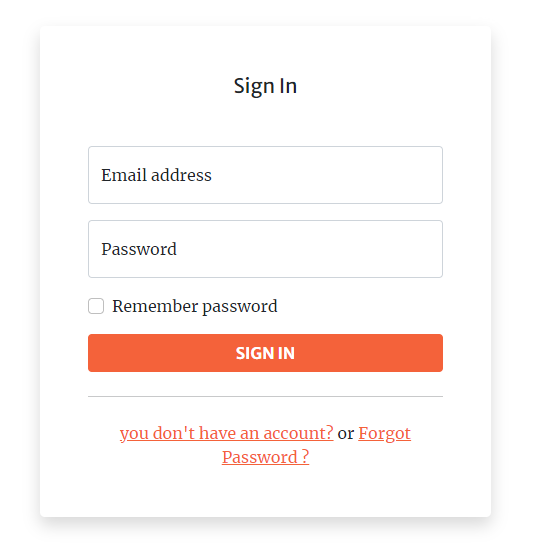 Sign In
Email address
Password
Remember password
SIGN IN
you don't have an account? or Forgot
Password ?